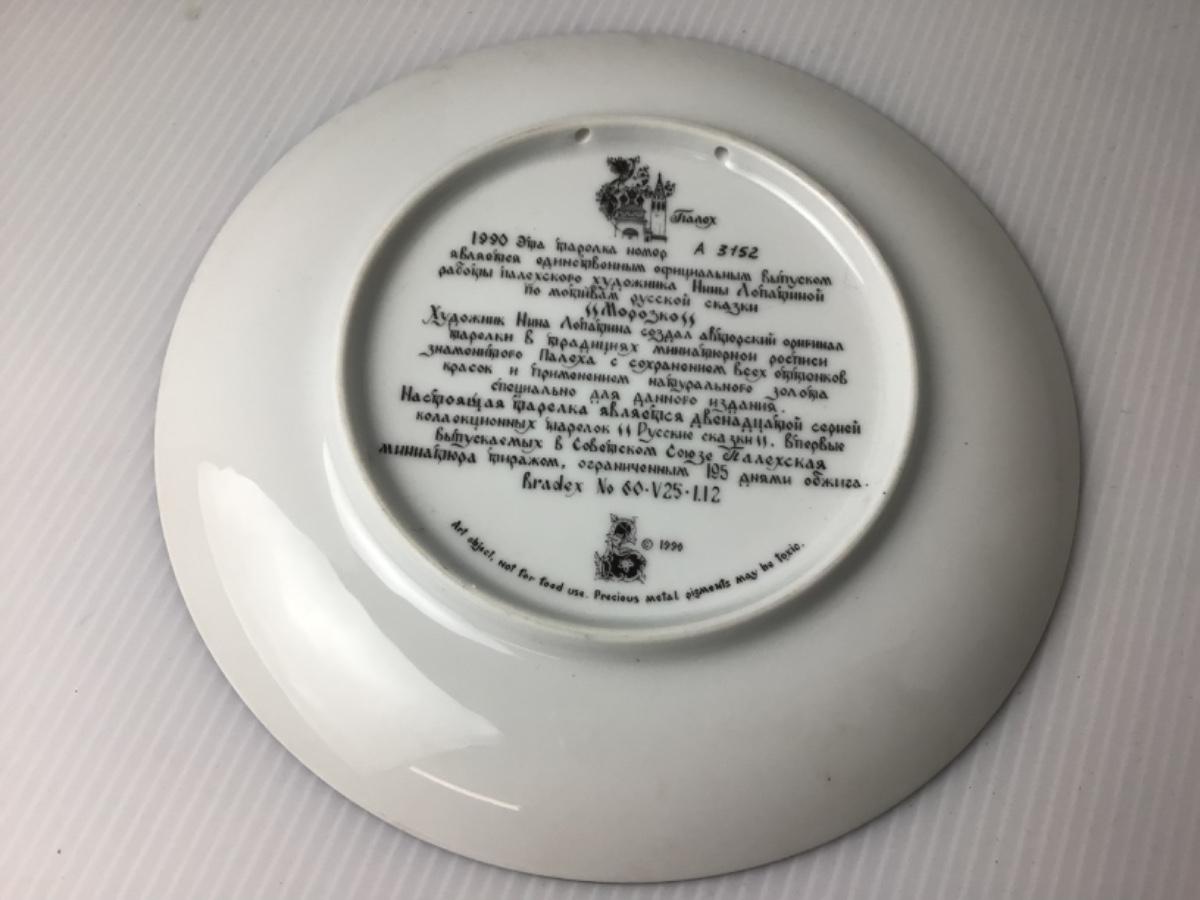 Палех
1990 Эта тарелка номер A 3152
является единственным официальным выпуском
работы палехского художника Нины Лопатиной
по мотивам русской сказки
"Морозко"
Художник Нина Лопатина создал авторский оригинал
тарелки в традициях миниатюрной росписи
знаменитого Палеха с сохранением всех оттенков
красок и применением натурального золота
специально для данного издания.
Настоящая тарелка является двенадцатой серией
коллекционных тарелок "Русские сказки". Впервые
выпускаемых в Советском Союзе Палехская
миниатюра тиражом, ограниченным 195 днями обжига.
Bradex No 60-V25-1.12
© 1990
Art object, not for food use. Precious metal pigments may be toxic.